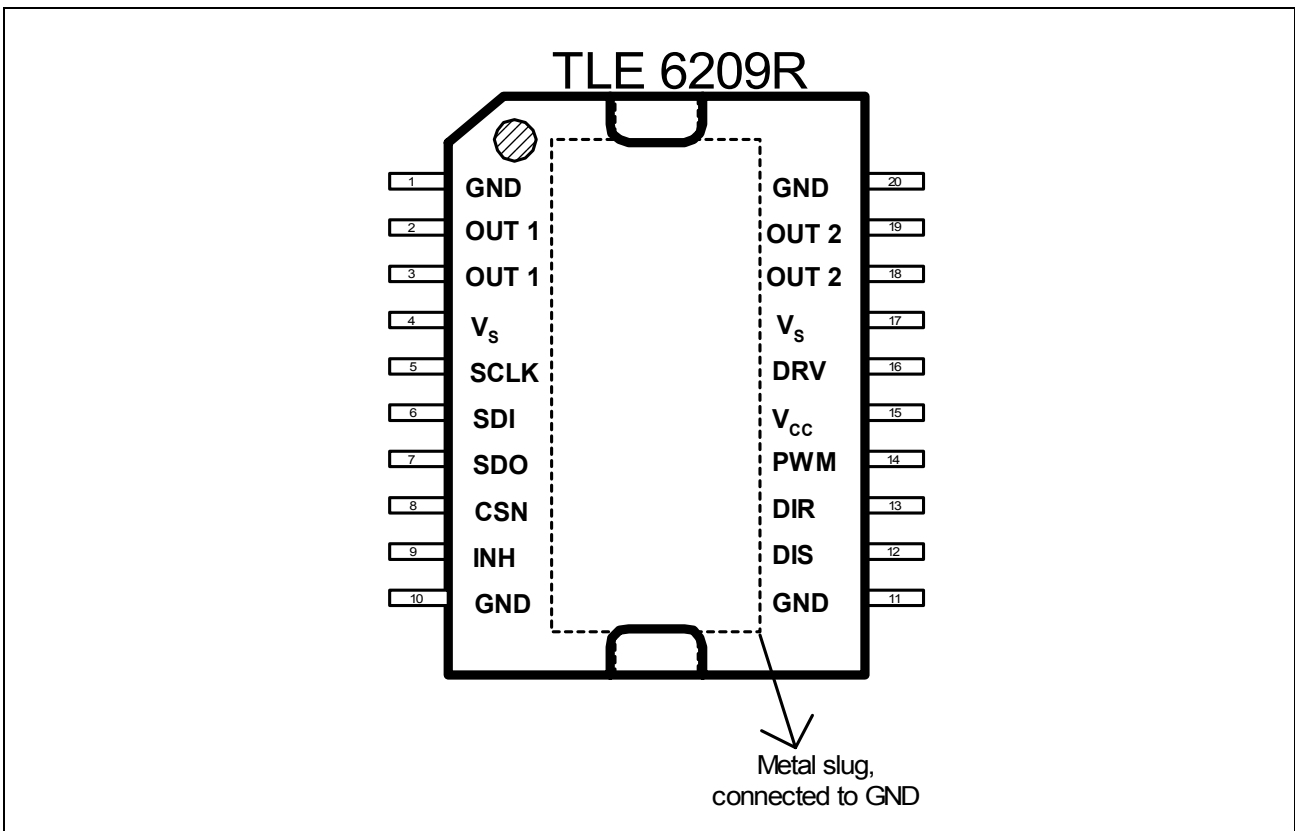 TLE 6209R
1 GND GND 20
2 OUT 1 OUT 2 19
3 OUT 1 OUT 2 18
4 VS VS 17
5 SCLK DRV 16
6 SDI VCC 15
7 SDO PWM 14
8 CSN DIR 13
9 INH DIS 12
10 GND GND 11
Metal slug,
connected to GND